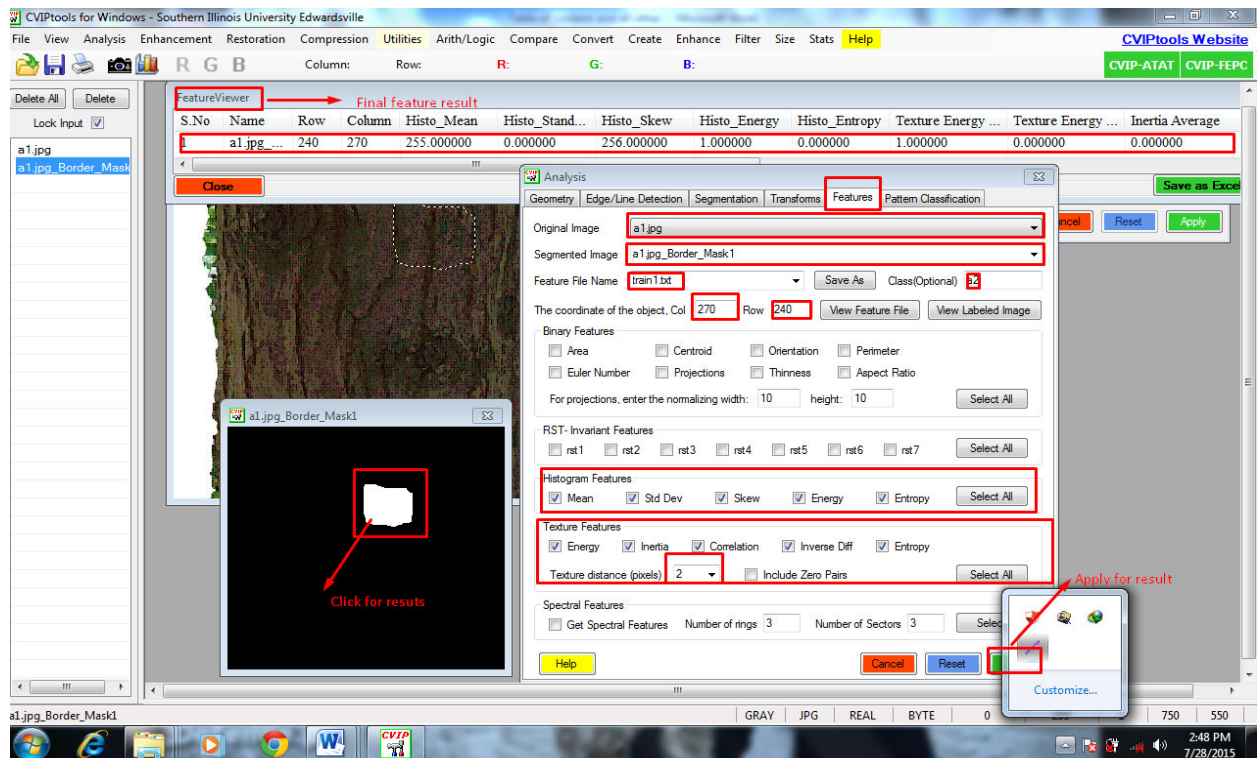 CVIPtools for Windows - Southern Illinois University Edwardsville
File View Analysis Enhancement Restoration Compression Utilities Arith/Logic Compare Convert Create Enhance Filter Size Stats Help CVIPtools Website
R G B Column: Row: R: G: B: CVIP-ATAT CVIP-FEPC
Delete All Delete
Lock Input
a1.jpg
a1.jpg_Border_Mask
FeatureViewer Final feature result
S.No Name Row Column Histo_Mean Histo_Stand... Histo_Skew Histo_Energy Histo_Entropy Texture Energy ... Texture Energy ... Inertia Average
1 a1.jpg_... 240 270 255.000000 0.000000 256.000000 1.000000 0.000000 1.000000 0.000000 0.000000
Close Save as Exce
ancel Reset Apply
Analysis
Geometry Edge/Line Detection Segmentation Transforms Features Pattern Classification
Original Image a1.jpg
Segmented Image a1.jpg_Border_Mask1
Feature File Name train1.txt Save As Class(Optional) a2
The coordinate of the object, Col 270 Row 240 View Feature File View Labeled Image
Binary Features
Area Centroid Orientation Perimeter
Euler Number Projections Thinness Aspect Ratio
For projections, enter the normalizing width: 10 height: 10 Select All
RST- Invariant Features
rst1 rst2 rst3 rst4 rst5 rst6 rst7 Select All
Histogram Features
Mean Std Dev Skew Energy Entropy Select All
Texture Features
Energy Inertia Correlation Inverse Diff Entropy
Texture distance (pixels) 2 Include Zero Pairs Select All
Spectral Features
Get Spectral Features Number of rings 3 Number of Sectors 3 Selec
Help Cancel Reset
a1.jpg_Border_Mask1
Click for resuts
Apply for result
Customize...
a1.jpg_Border_Mask1 GRAY JPG REAL BYTE 0 750 550
2:48 PM
7/28/2015